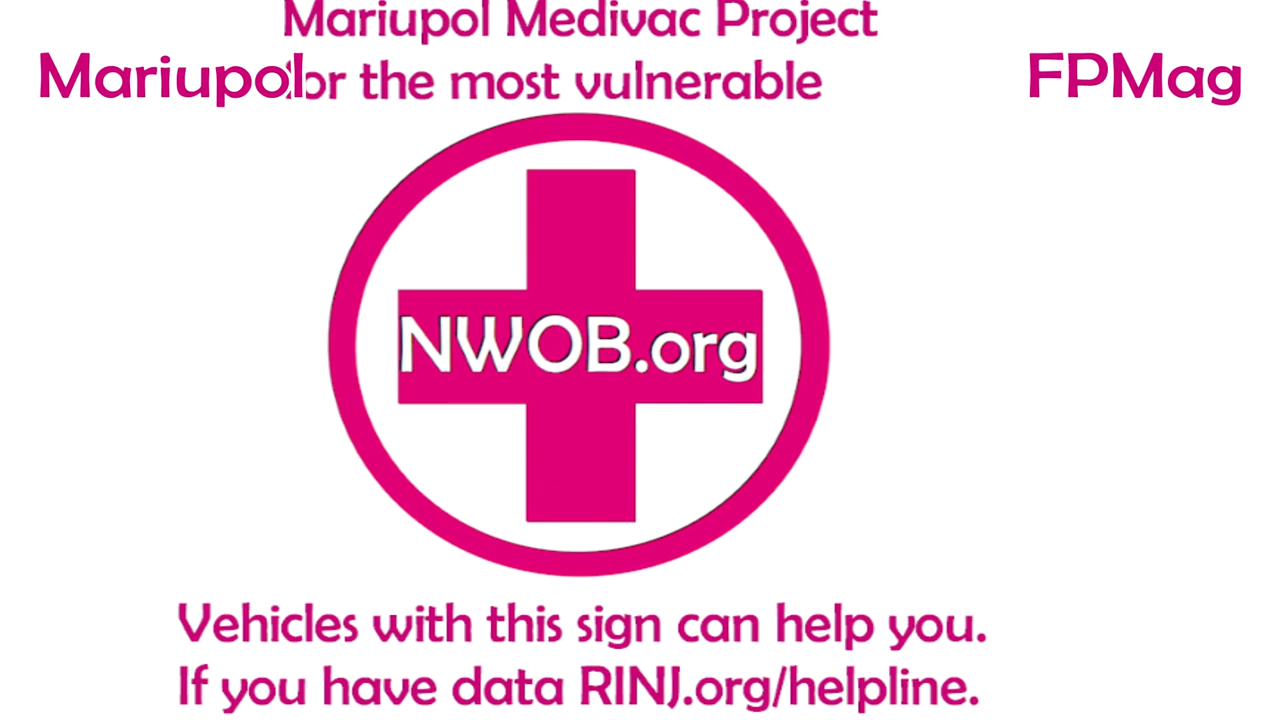 Mariupol Medivac Project
for the most vulnerable
Mariupol
FPMag
NWOB.org
Vehicles with this sign can help you.
If you have data RINJ.org/helpline.